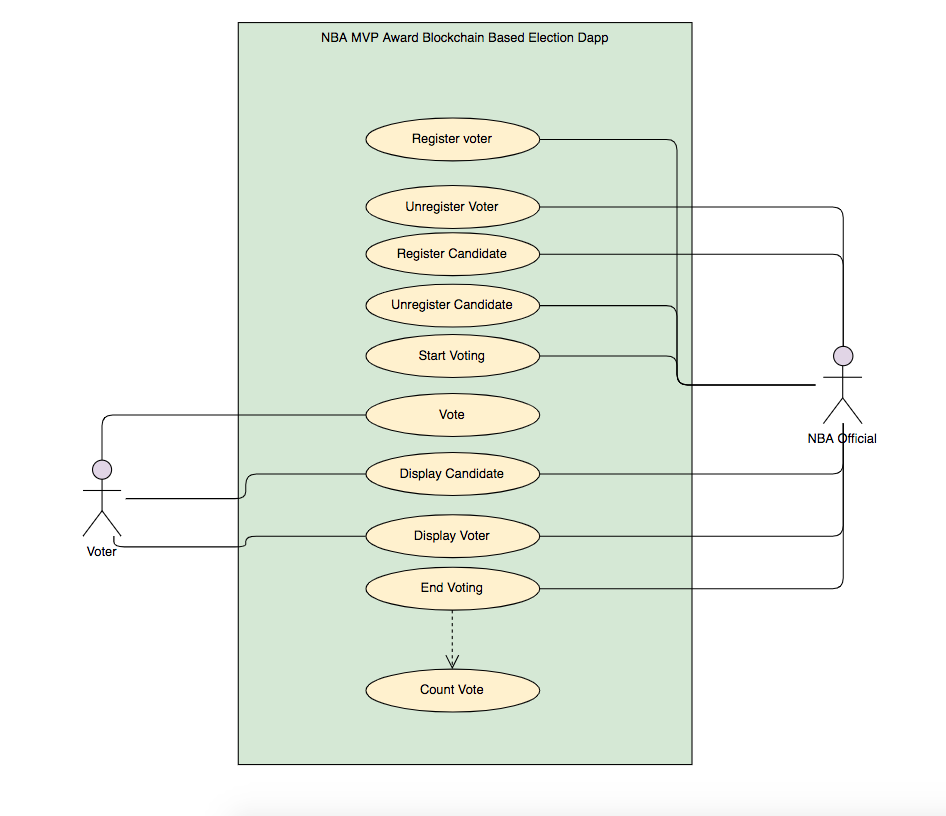 NBA MVP Award Blockchain Based Election Dapp
Register voter
Unregister Voter
Register Candidate
Unregister Candidate
Start Voting
Vote
Display Candidate
Display Voter
End Voting
Count Vote
Voter
NBA Official